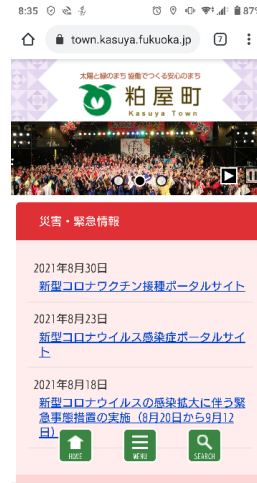 8:35
87%
town.kasuya.fukuoka.jp
7
太陽と緑のまち 協働でつくる安心のまち
粕屋町
Kasuya Town
災害・緊急情報
2021年8月30日
新型コロナワクチン接種ポータルサイト
2021年8月23日
新型コロナウイルス感染症ポータルサイ
ト
2021年8月18日
新型コロナウイルスの感染拡大に伴う緊
急事態措置の実施（8月20日から9月12
日）
HOME
MENU
SEARCH